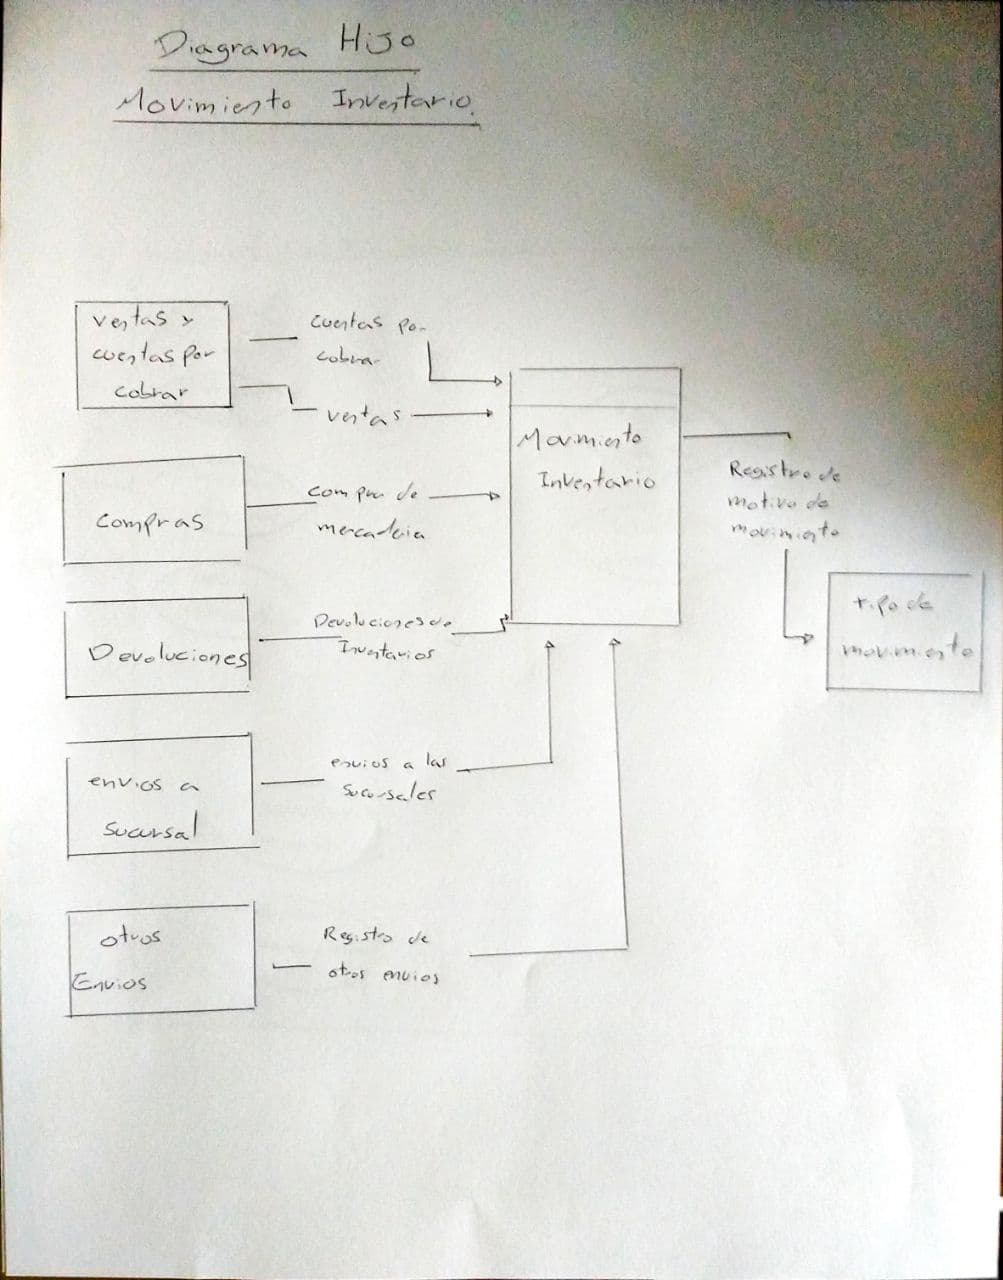 Diagrama Hijo
Movimiento Inventario.
Ventas y
cuentas por
cobrar
cuentas por
cobrar
ventas
Movimiento
Inventario
Registro de
motivo de
movimiento
tipo de
movimiento
compras
compra de
mercaderia
Devoluciones
Devoluciones de
Inventarios
envios a
sucursal
envios a las
sucursales
otros
Envios
Registro de
otros envios